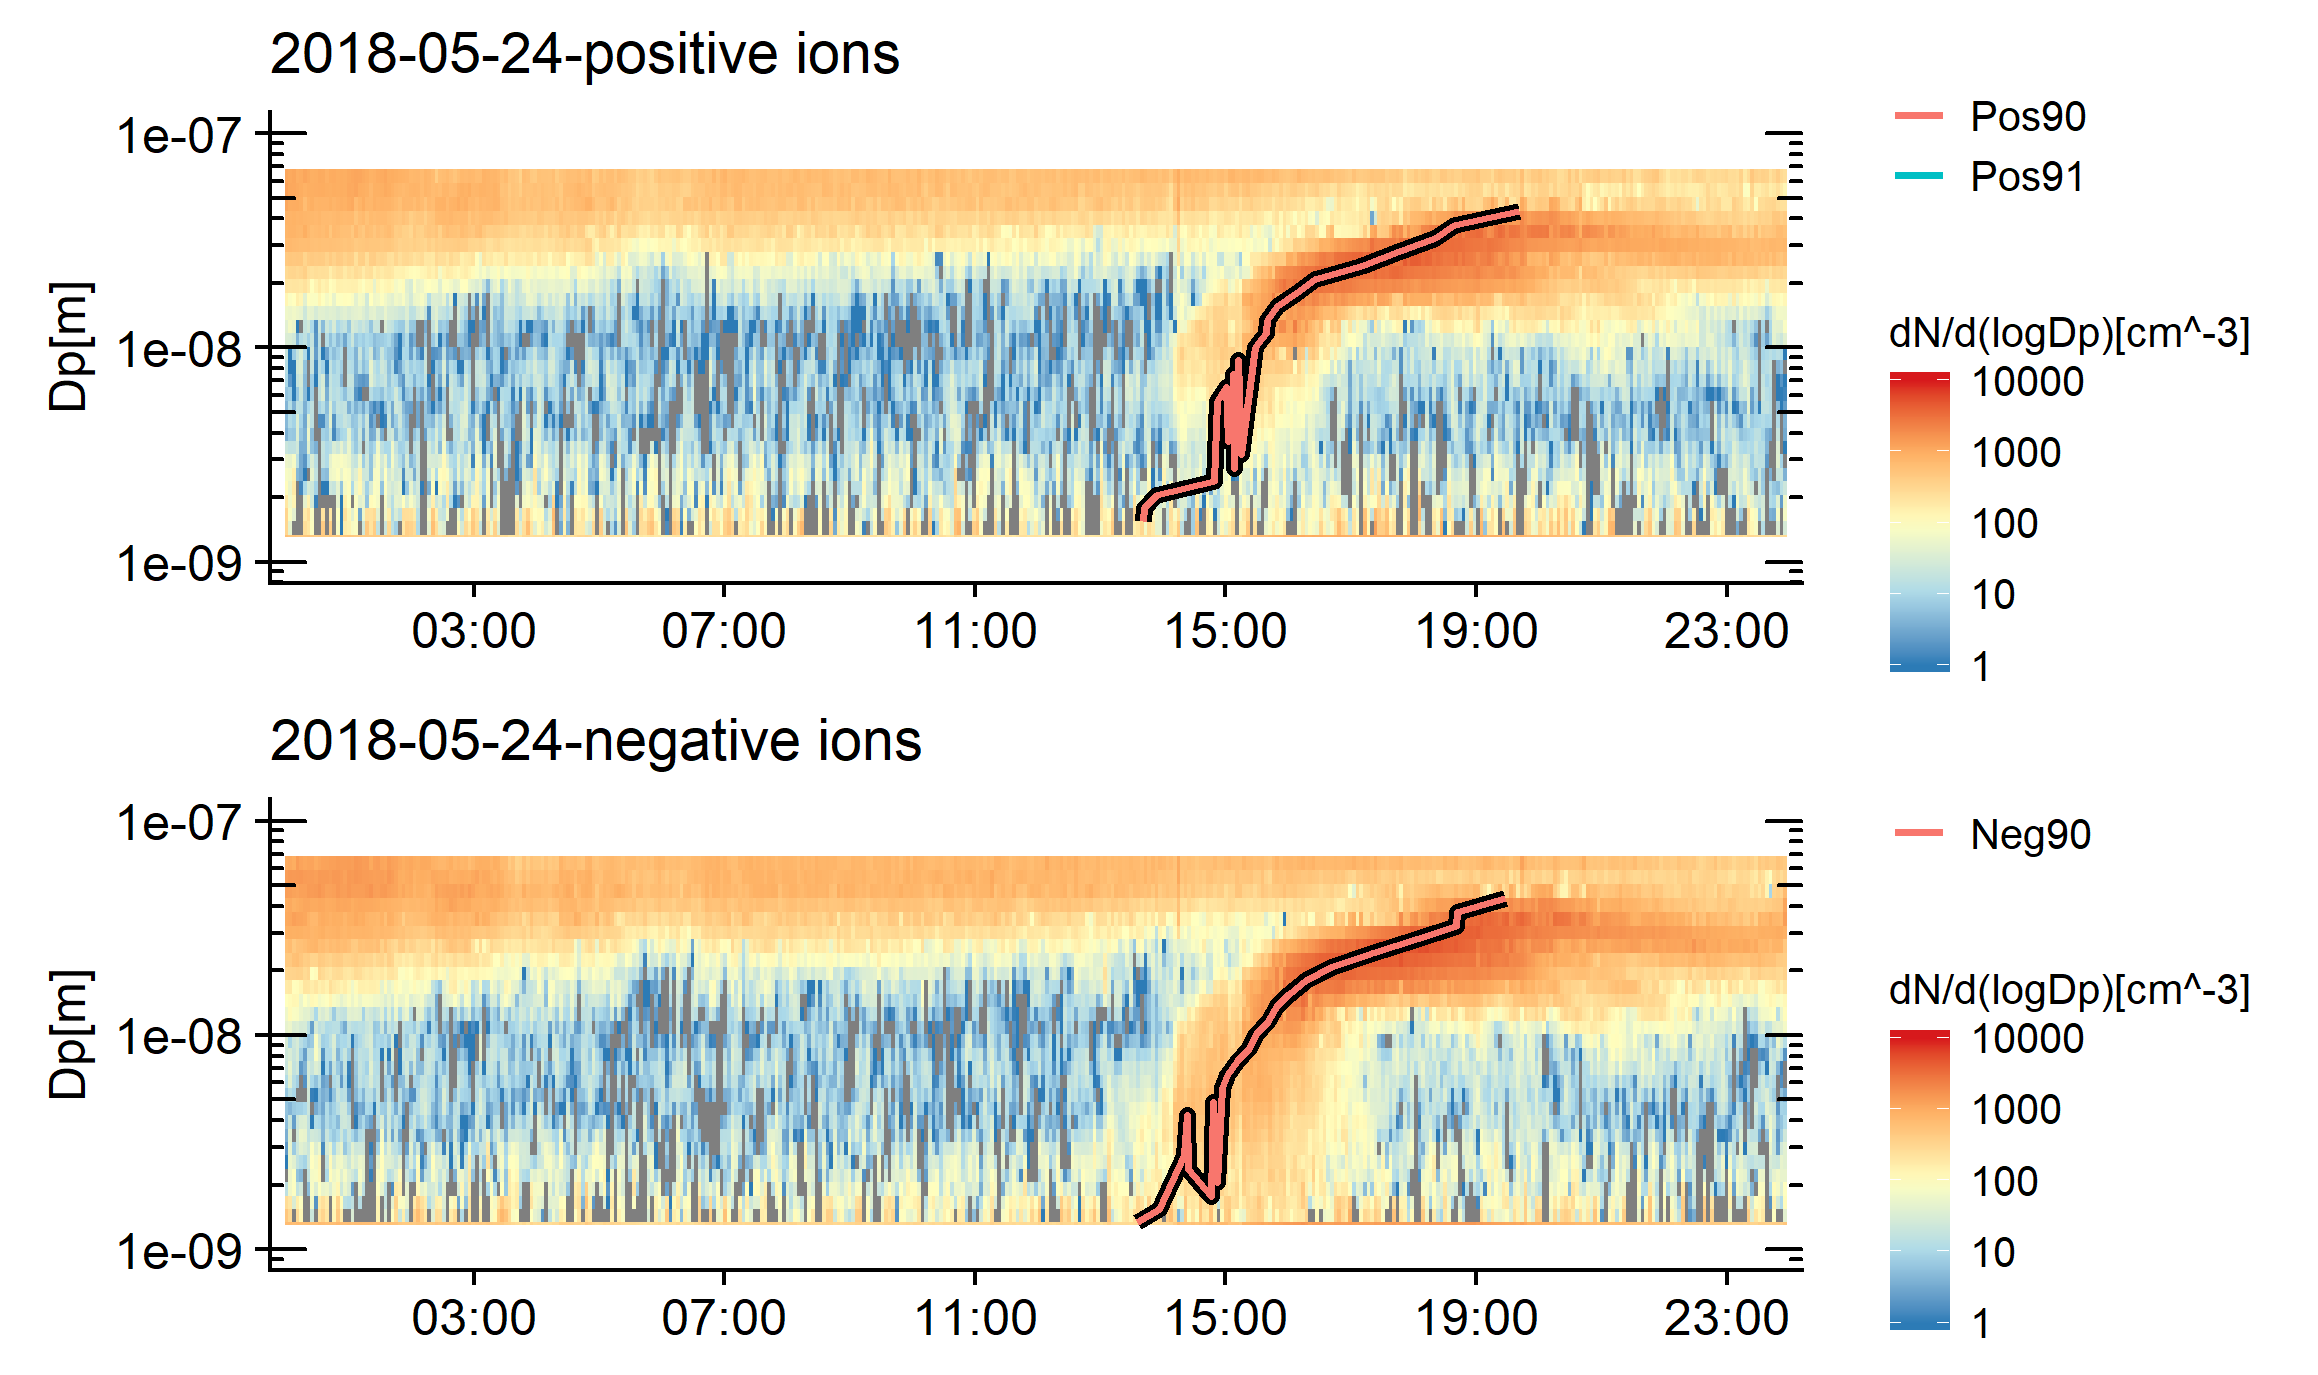 2018-05-24-positive ions
Dp[m]
1e-07
1e-08
1e-09
03:00 07:00 11:00 15:00 19:00 23:00
Pos90
Pos91
dN/d(logDp)[cm^-3]
10000
1000
100
10
1
2018-05-24-negative ions
Dp[m]
1e-07
1e-08
1e-09
03:00 07:00 11:00 15:00 19:00 23:00
Neg90
dN/d(logDp)[cm^-3]
10000
1000
100
10
1